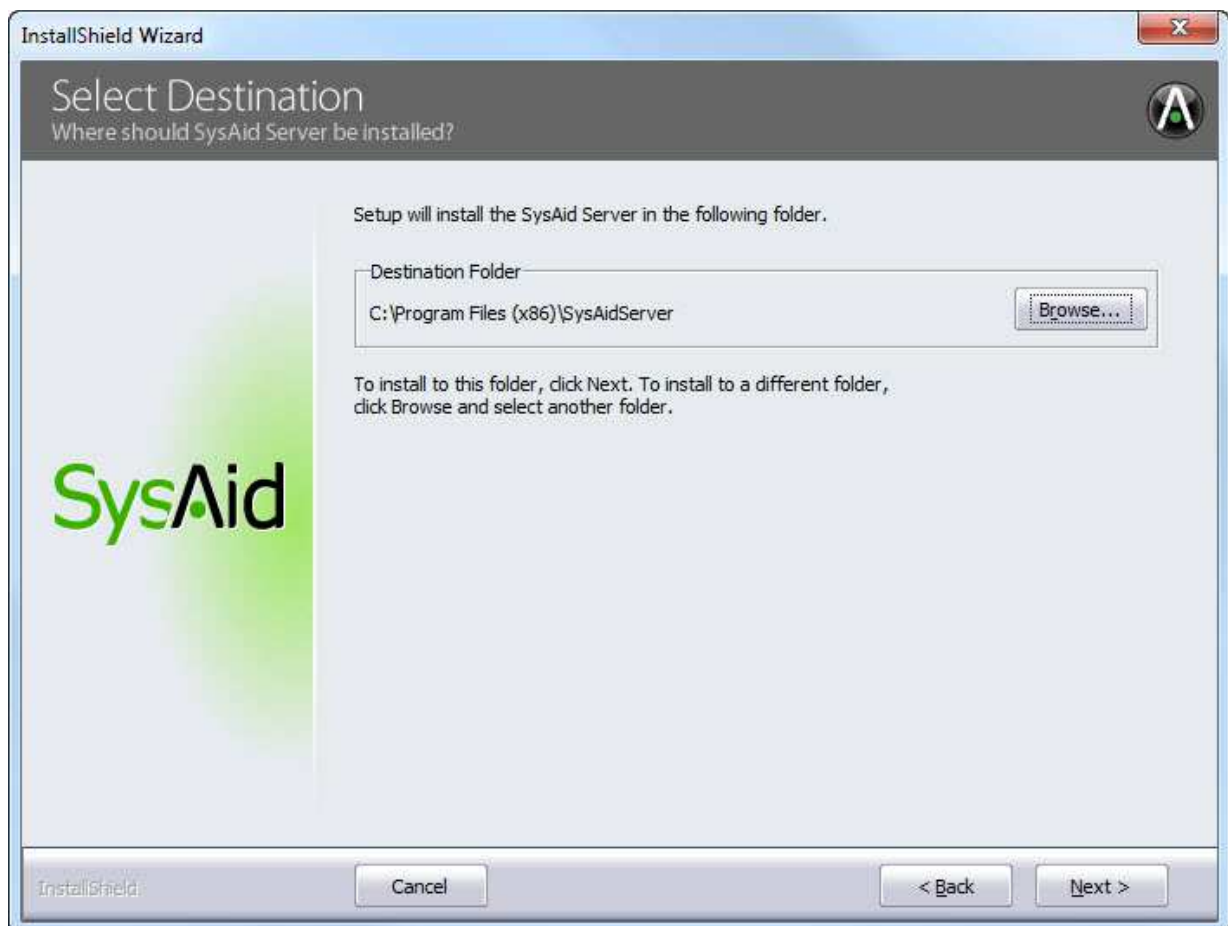 InstallShield Wizard
Select Destination
Where should SysAid Server be installed?
Setup will install the SysAid Server in the following folder.
Destination Folder
C:\Program Files (x86)\SysAidServer
Browse...
To install to this folder, click Next. To install to a different folder,
click Browse and select another folder.
SysAid
InstallShield
Cancel
< Back
Next >